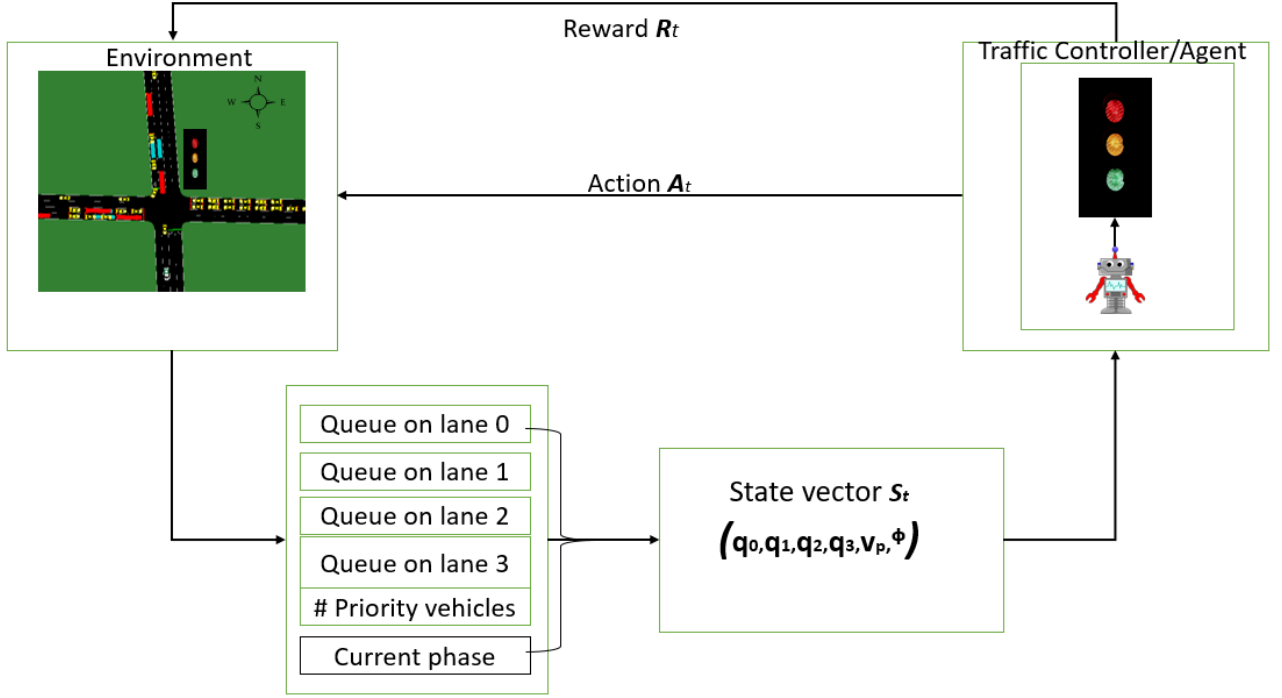 Reward Rt
Environment
Traffic Controller/Agent
N
W E
S
Action At
Queue on lane 0
Queue on lane 1
Queue on lane 2
Queue on lane 3
# Priority vehicles
Current phase
State vector St
(q0,q1,q2,q3,vp,ϕ)